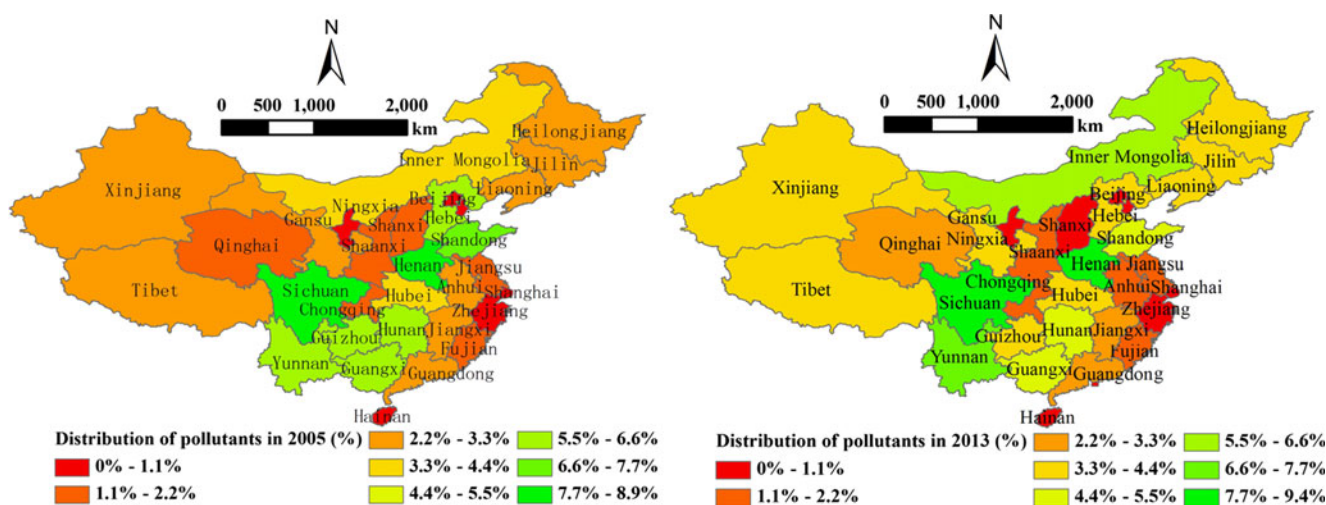 N
0 500 1,000 2,000
km
Heilongjiang
Jilin
Inner Mongolia
Liaoning
Xinjiang
Beijing
Ningxia
Gansu
Shanxi
Hebei
Shandong
Qinghai
Shaanxi
Henan
Jiangsu
Tibet
Sichuan
Anhui
Shanghai
Hubei
Chongqing
Zhejiang
Hunan
Jiangxi
Guizhou
Fujian
Yunnan
Guangxi
Guangdong
Hainan
Distribution of pollutants in 2005 (%)
0% - 1.1%
1.1% - 2.2%
2.2% - 3.3%
3.3% - 4.4%
4.4% - 5.5%
5.5% - 6.6%
6.6% - 7.7%
7.7% - 8.9%
N
0 500 1,000 2,000
km
Heilongjiang
Inner Mongolia
Jilin
Xinjiang
Liaoning
Beijing
Gansu
Shanxi
Hebei
Qinghai
Ningxia
Shandong
Shaanxi
Henan
Jiangsu
Tibet
Chongqing
Anhui
Shanghai
Sichuan
Hubei
Zhejiang
Hunan
Jiangxi
Guizhou
Yunnan
Fujian
Guangxi
Guangdong
Hainan
Distribution of pollutants in 2013 (%)
0% - 1.1%
1.1% - 2.2%
2.2% - 3.3%
3.3% - 4.4%
4.4% - 5.5%
5.5% - 6.6%
6.6% - 7.7%
7.7% - 9.4%